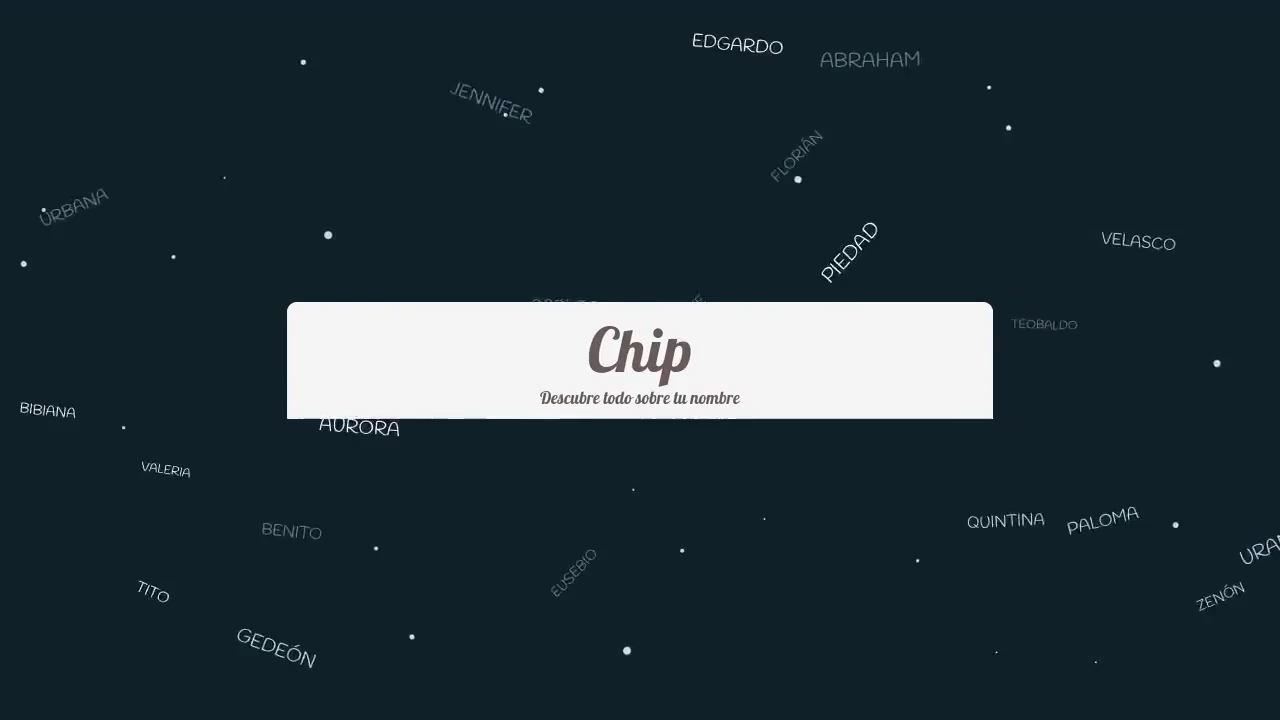 EDGARDO
ABRAHAM
JENNIFER
FLORIÁN
URBANA
PIEDAD
VELASCO
TEOBALDO
Chip
Descubre todo sobre tu nombre
BIBIANA
AURORA
VALERIA
BENITO
QUINTINA
PALOMA
EUSEBIO
TITO
ZENÓN
GEDEÓN